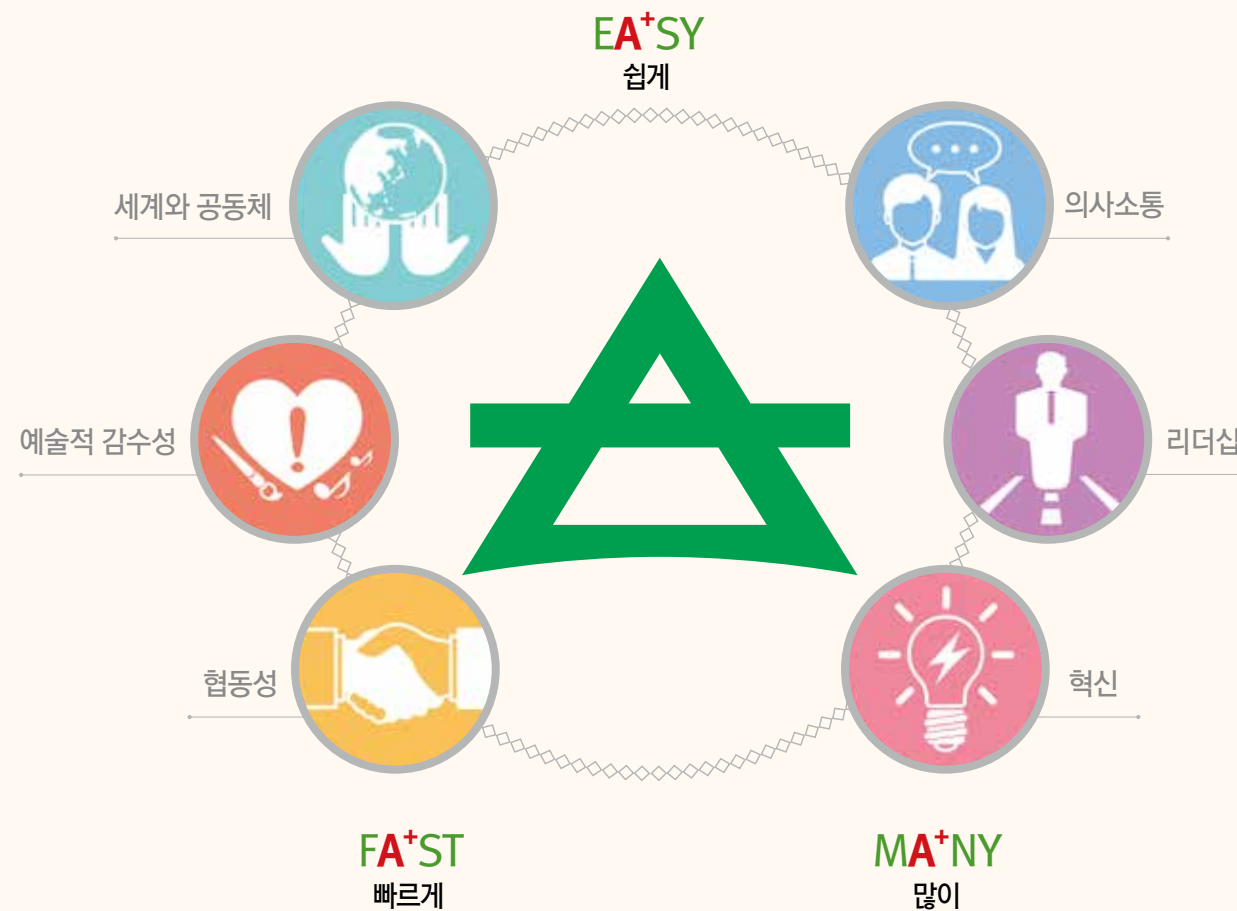 EA⁺SY
쉽게
세계와 공동체
의사소통
예술적 감수성
리더십
협동성
혁신
FA⁺ST
빠르게
MA⁺NY
많이